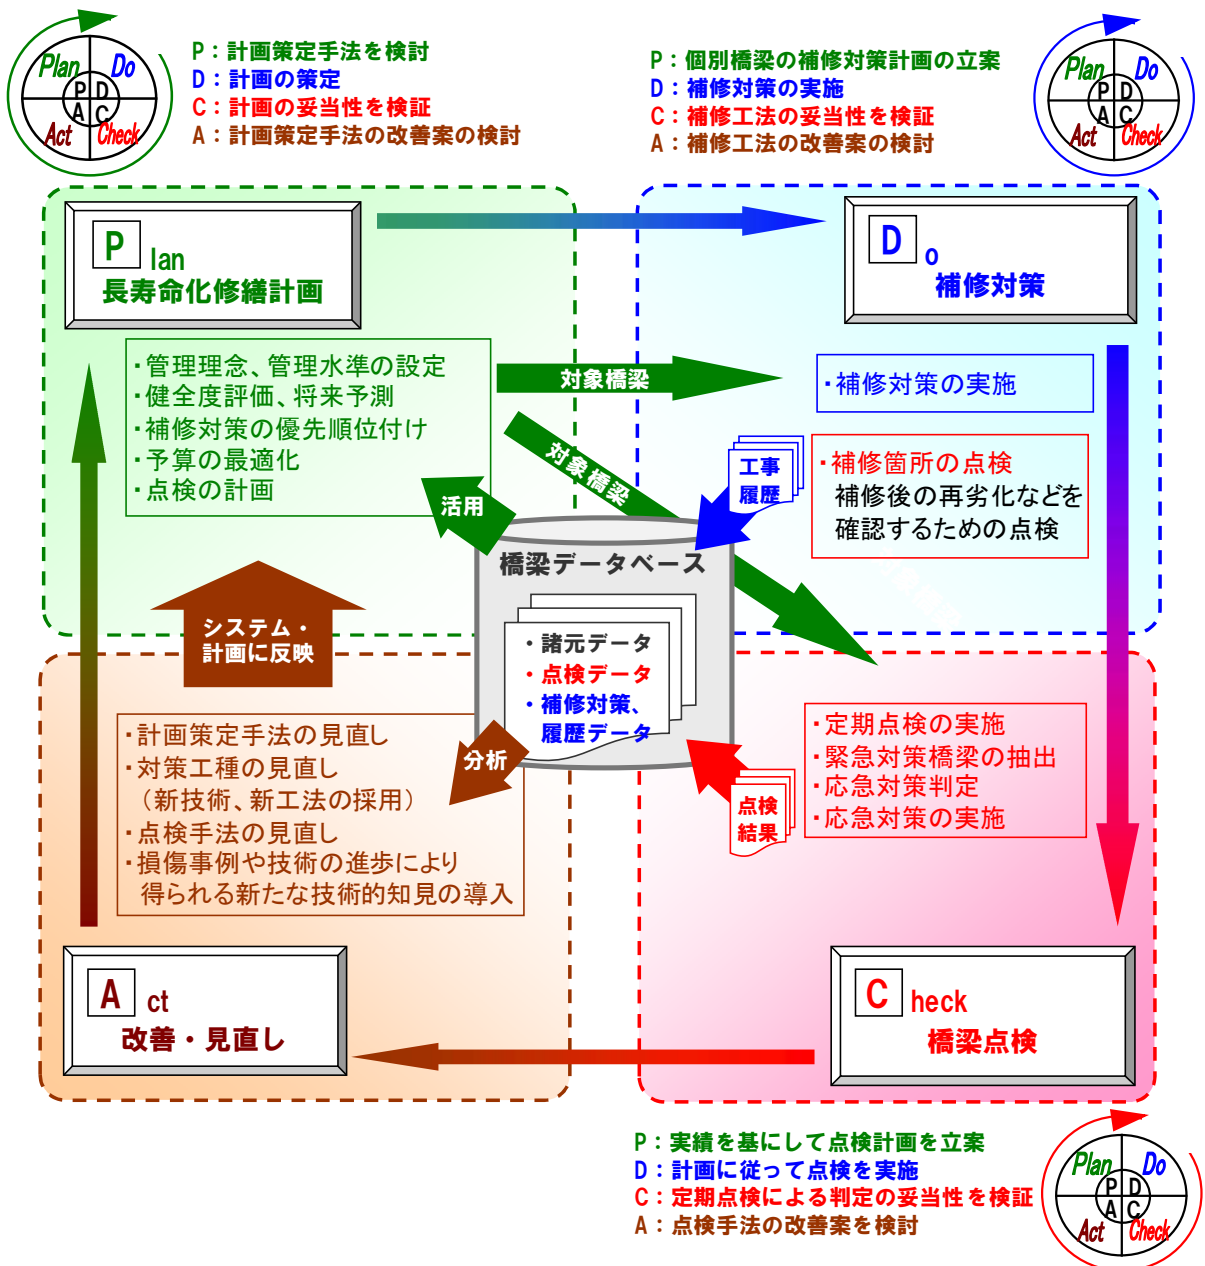 Plan Do
P D
A C
Act Check
P：計画策定手法を検討
D：計画の策定
C：計画の妥当性を検証
A：計画策定手法の改善案の検討
P：個別橋梁の補修対策計画の立案
D：補修対策の実施
C：補修工法の妥当性を検証
A：補修工法の改善案の検討
Plan Do
P D
A C
Act Check
P lan
長寿命化修繕計画
D o
補修対策
・管理理念、管理水準の設定
・健全度評価、将来予測
・補修対策の優先順位付け
・予算の最適化
・点検の計画
対象橋梁
対象橋梁
・補修対策の実施
・補修箇所の点検
補修後の再劣化などを
確認するための点検
工事
履歴
活用
橋梁データベース
・諸元データ
・点検データ
・補修対策、
履歴データ
システム・
計画に反映
分析
点検
結果
・計画策定手法の見直し
・対策工種の見直し
（新技術、新工法の採用）
・点検手法の見直し
・損傷事例や技術の進歩により
得られる新たな技術的知見の導入
・定期点検の実施
・緊急対策橋梁の抽出
・応急対策判定
・応急対策の実施
A ct
改善・見直し
C heck
橋梁点検
P：実績を基にして点検計画を立案
D：計画に従って点検を実施
C：定期点検による判定の妥当性を検証
A：点検手法の改善案を検討
Plan Do
P D
A C
Act Check